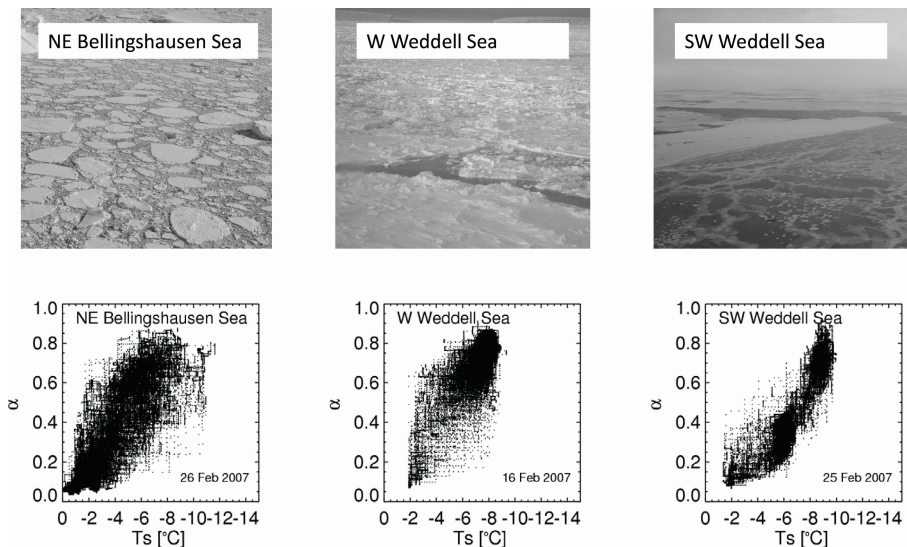 NE Bellingshausen Sea
W Weddell Sea
SW Weddell Sea
1.0
NE Bellingshausen Sea
0.8
0.6
α
0.4
0.2
26 Feb 2007
0.0
0 -2 -4 -6 -8 -10-12-14
Ts [°C]
1.0
W Weddell Sea
0.8
0.6
α
0.4
0.2
16 Feb 2007
0.0
0 -2 -4 -6 -8 -10-12-14
Ts [°C]
1.0
SW Weddell Sea
0.8
0.6
α
0.4
0.2
25 Feb 2007
0.0
0 -2 -4 -6 -8 -10-12-14
Ts [°C]